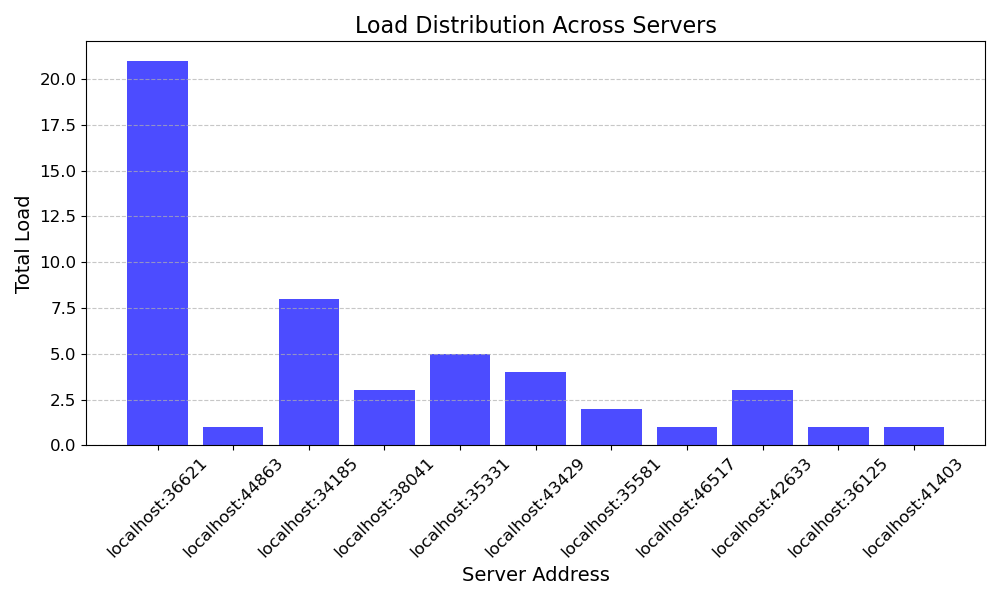 Load Distribution Across Servers
Total Load
20.0
17.5
15.0
12.5
10.0
7.5
5.0
2.5
0.0
localhost:36621
localhost:44863
localhost:34185
localhost:38041
localhost:35331
localhost:43429
localhost:35581
localhost:46517
localhost:42633
localhost:36125
localhost:41403
Server Address